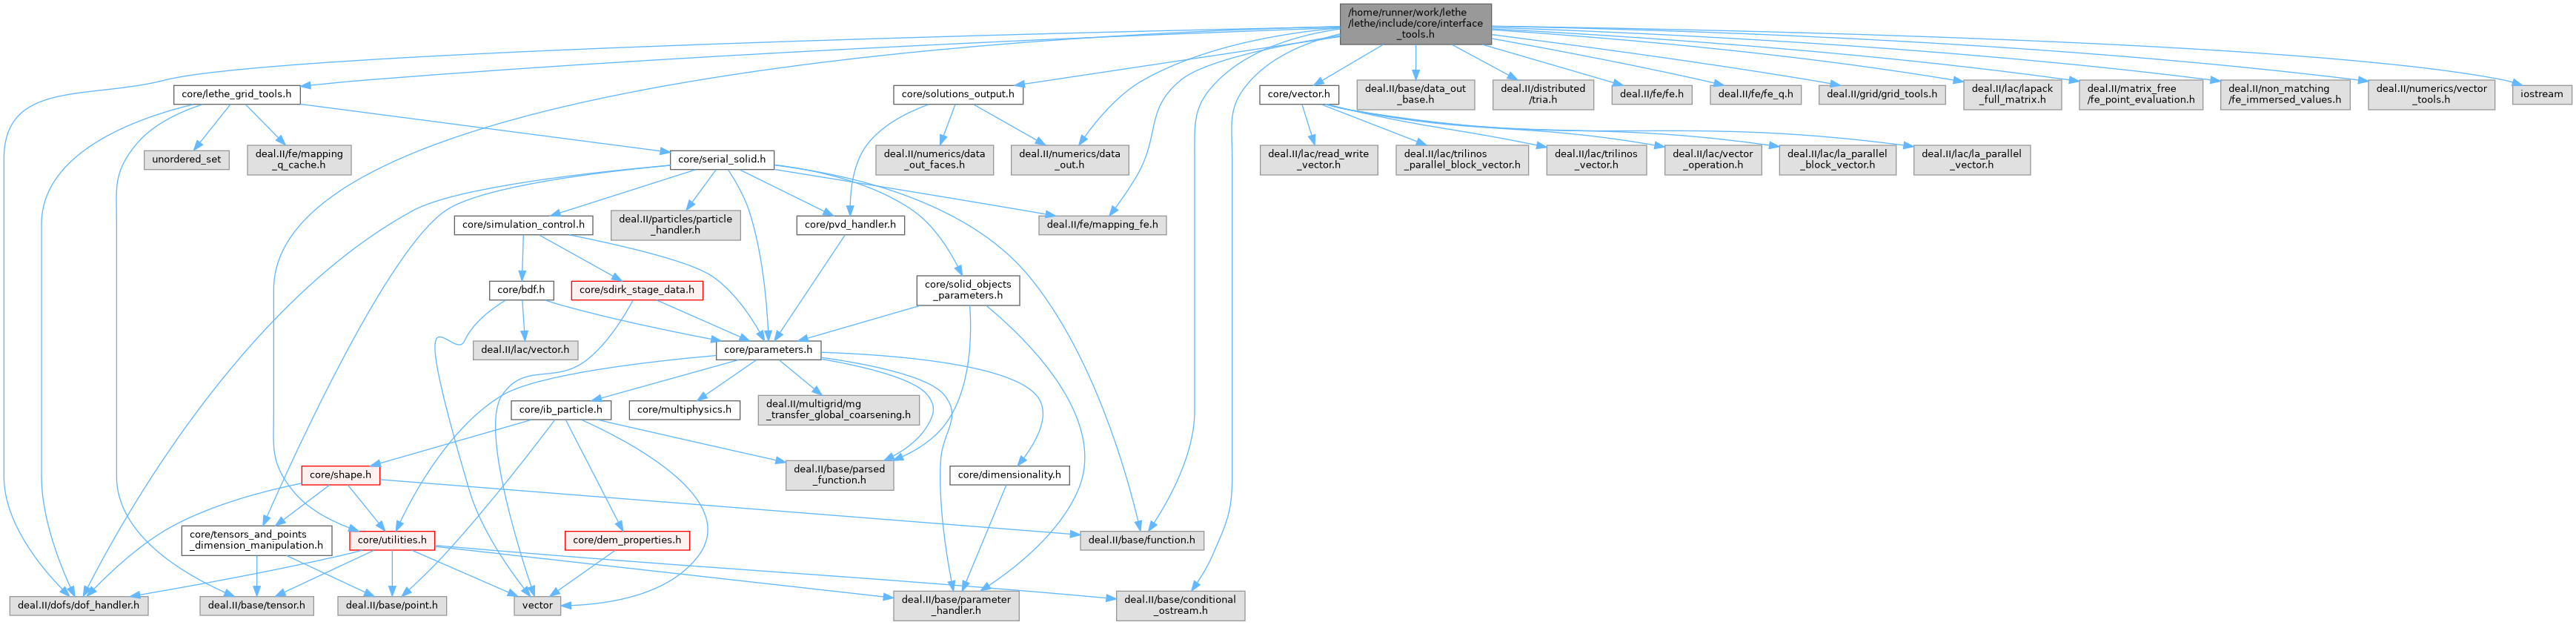 /home/runner/work/lethe
/lethe/include/core/interface
_tools.h
core/lethe_grid_tools.h
core/solutions_output.h
core/vector.h
deal.II/base/data_out
_base.h
deal.II/distributed
/tria.h
deal.II/fe/fe.h
deal.II/fe/fe_q.h
deal.II/grid/grid_tools.h
deal.II/lac/lapack
_full_matrix.h
deal.II/matrix_free
/fe_point_evaluation.h
deal.II/non_matching
/fe_immersed_values.h
deal.II/numerics/vector
_tools.h
iostream
unordered_set
deal.II/fe/mapping
_q_cache.h
core/serial_solid.h
deal.II/numerics/data
_out_faces.h
deal.II/numerics/data
_out.h
deal.II/lac/read_write
_vector.h
deal.II/lac/trilinos
_parallel_block_vector.h
deal.II/lac/trilinos
_vector.h
deal.II/lac/vector
_operation.h
deal.II/lac/la_parallel
_block_vector.h
deal.II/lac/la_parallel
_vector.h
core/simulation_control.h
deal.II/particles/particle
_handler.h
core/pvd_handler.h
deal.II/fe/mapping_fe.h
core/bdf.h
core/sdirk_stage_data.h
core/solid_objects
_parameters.h
deal.II/lac/vector.h
core/parameters.h
core/ib_particle.h
core/multiphysics.h
deal.II/multigrid/mg
_transfer_global_coarsening.h
core/shape.h
deal.II/base/parsed
_function.h
core/dimensionality.h
core/tensors_and_points
_dimension_manipulation.h
core/utilities.h
core/dem_properties.h
deal.II/base/function.h
deal.II/dofs/dof_handler.h
deal.II/base/tensor.h
deal.II/base/point.h
vector
deal.II/base/parameter
_handler.h
deal.II/base/conditional
_ostream.h